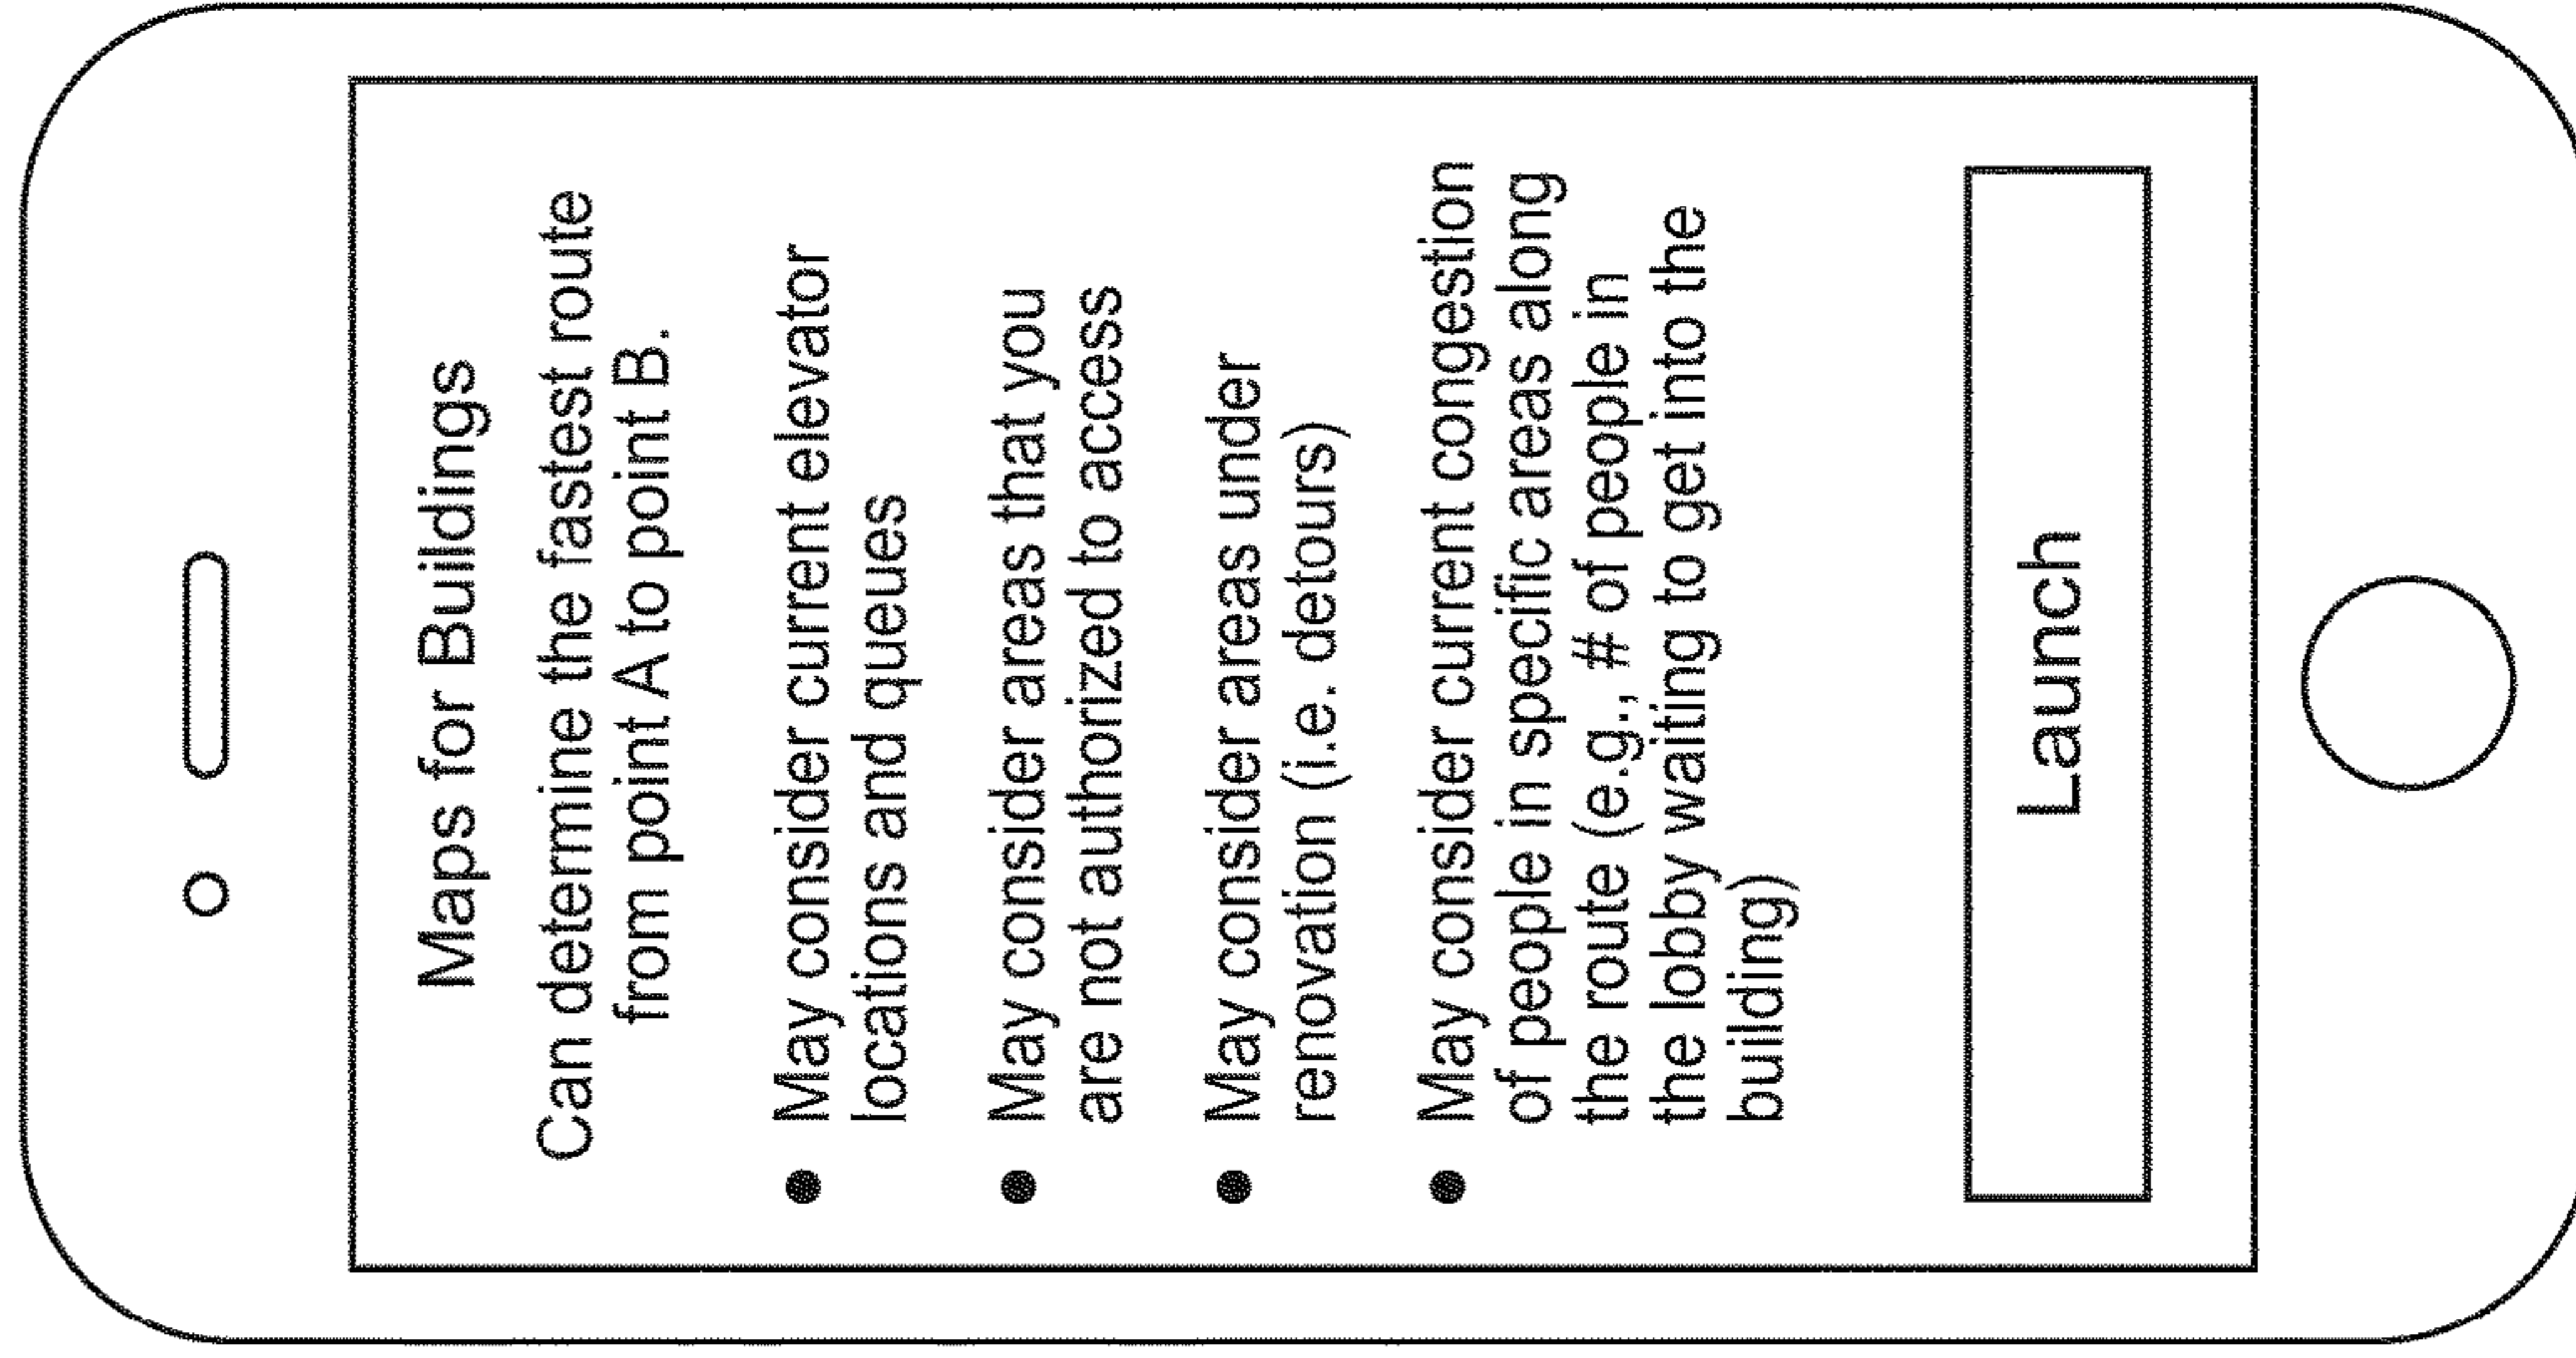 Maps for Buildings
Can determine the fastest route
from point A to point B.
● May consider current elevator
locations and queues
● May consider areas that you
are not authorized to access
● May consider areas under
renovation (i.e. detours)
● May consider current congestion
of people in specific areas along
the route (e.g., # of people in
the lobby waiting to get into the
building)
Launch